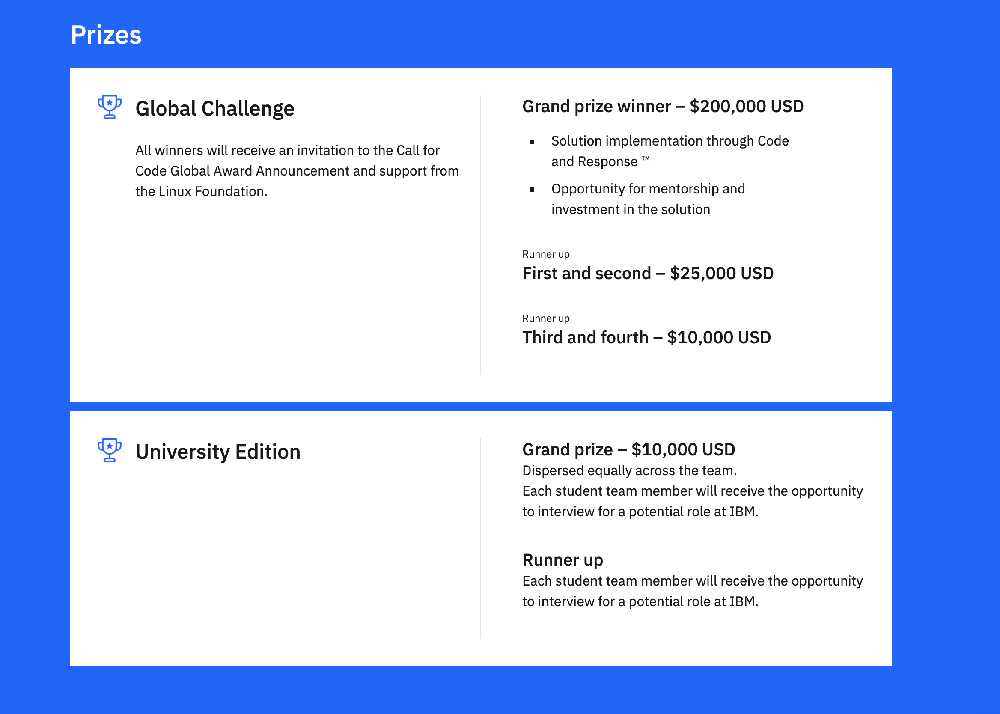 Prizes
Global Challenge
All winners will receive an invitation to the Call for
Code Global Award Announcement and support from
the Linux Foundation.
Grand prize winner – $200,000 USD
▪ Solution implementation through Code
and Response ™
▪ Opportunity for mentorship and
investment in the solution
Runner up
First and second – $25,000 USD
Runner up
Third and fourth – $10,000 USD
University Edition
Grand prize – $10,000 USD
Dispersed equally across the team.
Each student team member will receive the opportunity
to interview for a potential role at IBM.
Runner up
Each student team member will receive the opportunity
to interview for a potential role at IBM.